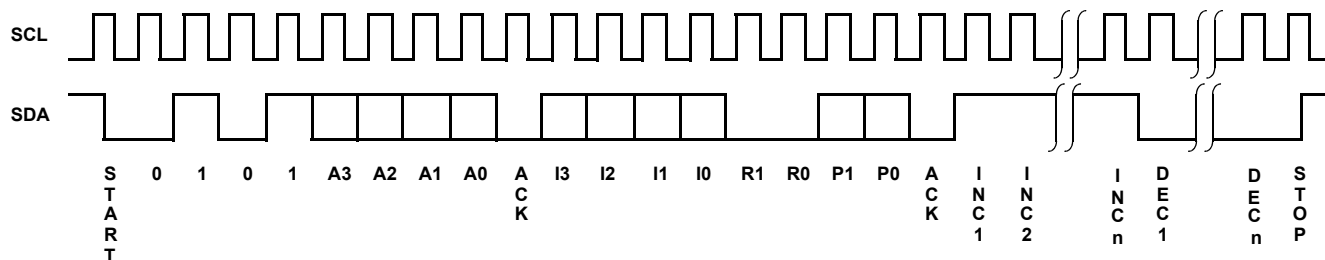 SCL
SDA
START 0 1 0 1 A3 A2 A1 A0 ACK I3 I2 I1 I0 R1 R0 P1 P0 ACK INC1 INC2 INCn DEC1 DECn STOP